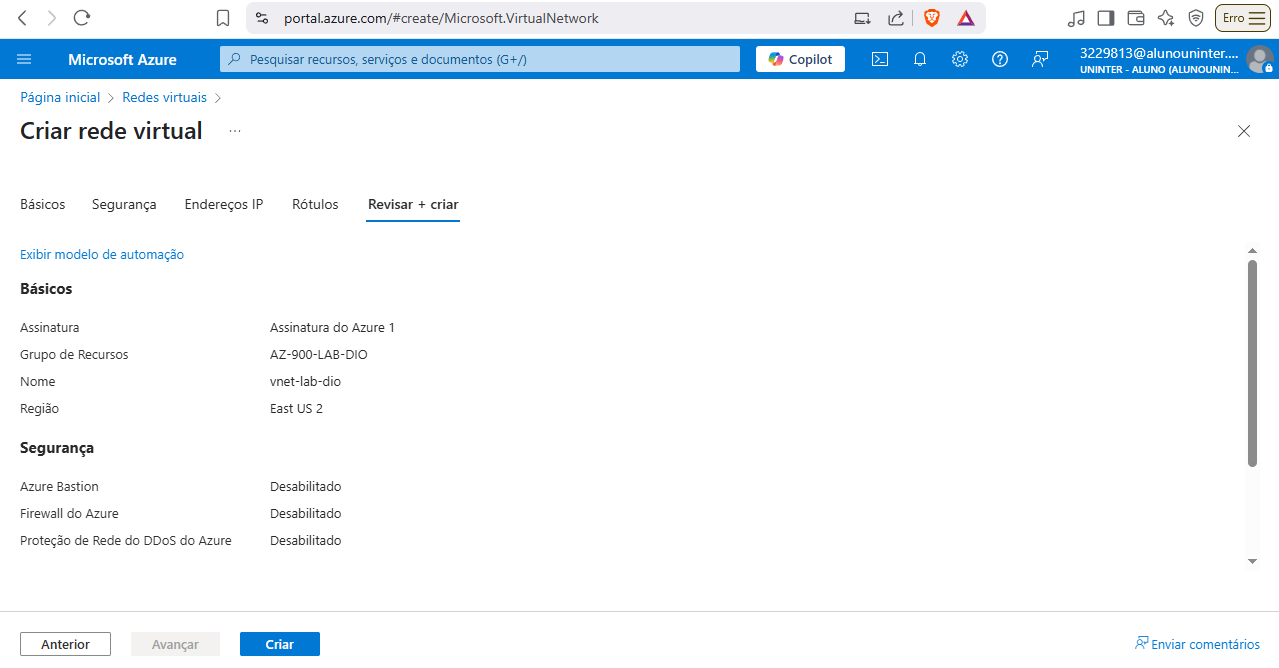 portal.azure.com/#create/Microsoft.VirtualNetwork
Erro
Microsoft Azure
Pesquisar recursos, serviços e documentos (G+/)
Copilot
3229813@alunouninter....
UNINTER - ALUNO (ALUNOUNIN...
Página inicial > Redes virtuais >
Criar rede virtual ...
Básicos Segurança Endereços IP Rótulos Revisar + criar
Exibir modelo de automação
Básicos
Assinatura Assinatura do Azure 1
Grupo de Recursos AZ-900-LAB-DIO
Nome vnet-lab-dio
Região East US 2
Segurança
Azure Bastion Desabilitado
Firewall do Azure Desabilitado
Proteção de Rede do DDoS do Azure Desabilitado
Anterior Avançar Criar Enviar comentários